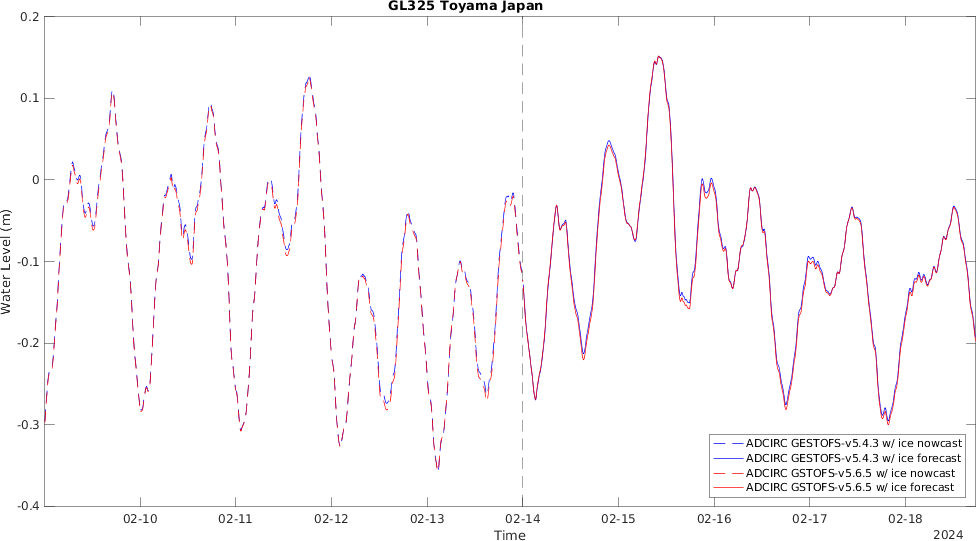 GL325 Toyama Japan
Water Level (m)
0.2
0.1
0
-0.1
-0.2
-0.3
-0.4
ADCIRC GESTOFS-v5.4.3 w/ ice nowcast
ADCIRC GESTOFS-v5.4.3 w/ ice forecast
ADCIRC GSTOFS-v5.6.5 w/ ice nowcast
ADCIRC GSTOFS-v5.6.5 w/ ice forecast
02-10 02-11 02-12 02-13 02-14 02-15 02-16 02-17 02-18
Time
2024